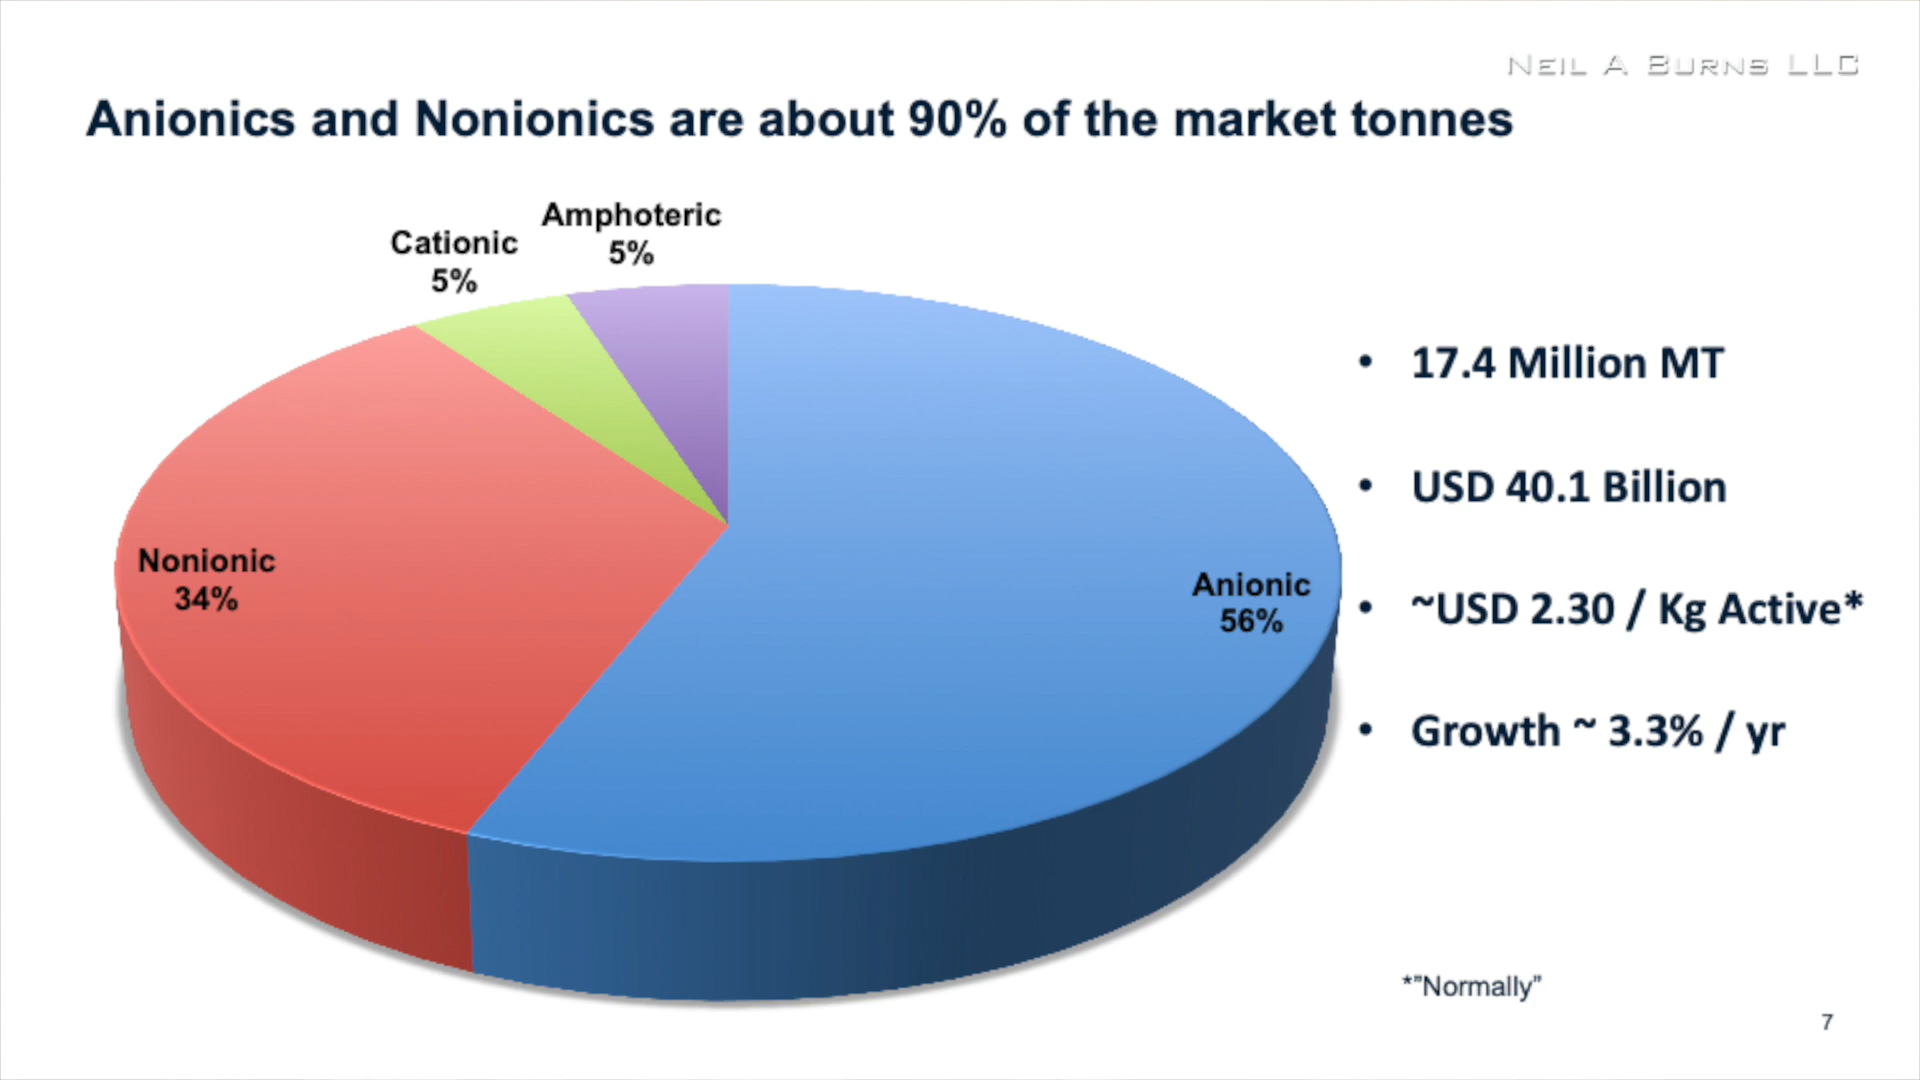 NEIL A BURNS LLC
Anionics and Nonionics are about 90% of the market tonnes
Amphoteric
5%
Cationic
5%
Nonionic
34%
Anionic
56%
• 17.4 Million MT
• USD 40.1 Billion
• ~USD 2.30 / Kg Active*
• Growth ~ 3.3% / yr
*”Normally”
7